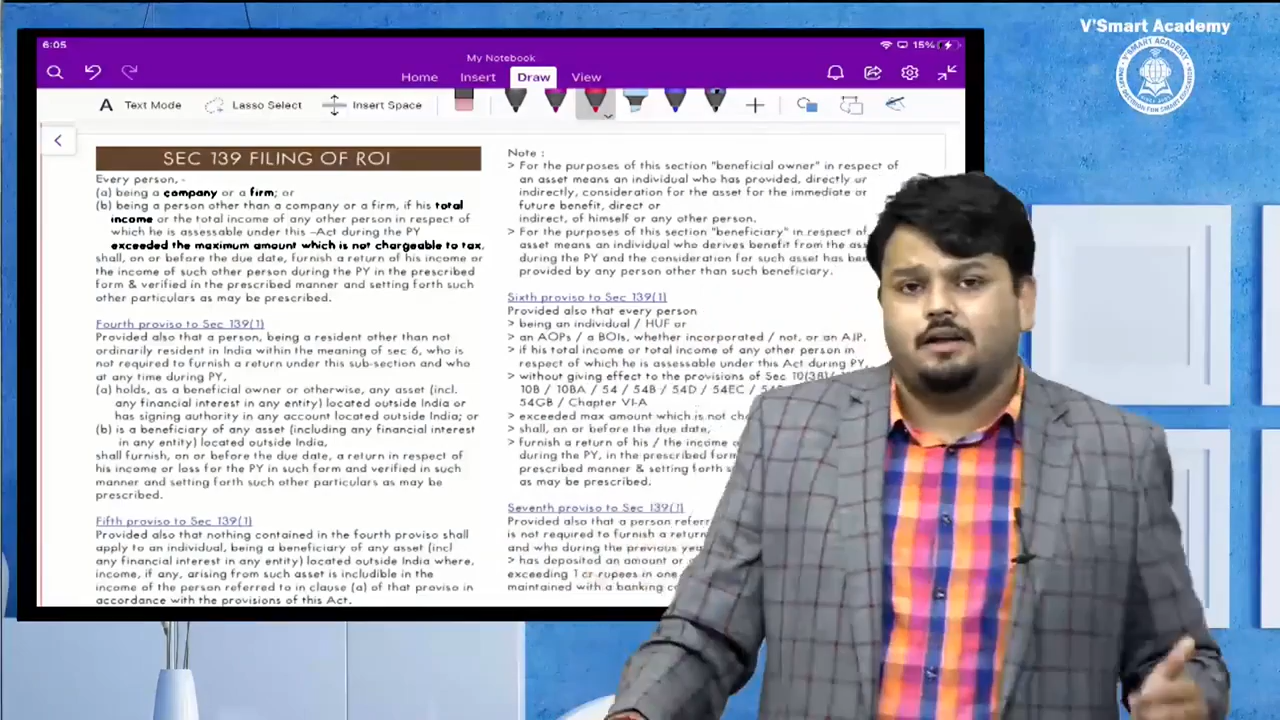 V'Smart Academy
6:05
15%
My Notebook
Home Insert Draw View
A Text Mode Lasso Select Insert Space
SEC 139 FILING OF ROI
Every person, -
(a) being a company or a firm; or
(b) being a person other than a company or a firm, if his total
income or the total income of any other person in respect of
which he is assessable under this –Act during the PY
exceeded the maximum amount which is not chargeable to tax,
shall, on or before the due date, furnish a return of his income or
the income of such other person during the PY in the prescribed
form & verified in the prescribed manner and setting forth such
other particulars as may be prescribed.
Fourth proviso to Sec 139(1)
Provided also that a person, being a resident other than not
ordinarily resident in India within the meaning of sec 6, who is
not required to furnish a return under this sub-section and who
at any time during PY,
(a) holds, as a beneficial owner or otherwise, any asset (incl.
any financial interest in any entity) located outside India or
has signing authority in any account located outside India; or
(b) is a beneficiary of any asset (including any financial interest
in any entity) located outside India,
shall furnish, on or before the due date, a return in respect of
his income or loss for the PY in such form and verified in such
manner and setting forth such other particulars as may be
prescribed.
Fifth proviso to Sec 139(1)
Provided also that nothing contained in the fourth proviso shall
apply to an individual, being a beneficiary of any asset (incl
any financial interest in any entity) located outside India where,
income, if any, arising from such asset is includible in the
income of the person referred to in clause (a) of that proviso in
accordance with the provisions of this Act.
Note :
> For the purposes of this section "beneficial owner" in respect of
an asset means an individual who has provided, directly or
indirectly, consideration for the asset for the immediate or
future benefit, direct or
indirect, of himself or any other person.
> For the purposes of this section "beneficiary" in respect of
asset means an individual who derives benefit from the
during the PY and the consideration for such asset has
provided by any person other than such beneficiary.
Sixth proviso to Sec 139(1)
Provided also that every person
> being an individual / HUF or
> an AOPs / a BOIs, whether incorporated / not, or an AJP,
> if his total income or total income of any other person in
respect of which he is assessable under this Act during PY,
> without giving effect to the provisions of Sec 10(38) /
10B / 10BA / 54 / 54B / 54D / 54EC /
54GB / Chapter VI-A
> exceeded max amount which is not
> shall, on or before the due date,
> furnish a return of his / the income
during the PY, in the prescribed form
prescribed manner & setting forth
as may be prescribed.
Seventh proviso to Sec 139(1)
Provided also that a person
is not required to furnish a return
and who during the previous
> has deposited an amount or
exceeding 1 cr rupees in one
maintained with a banking